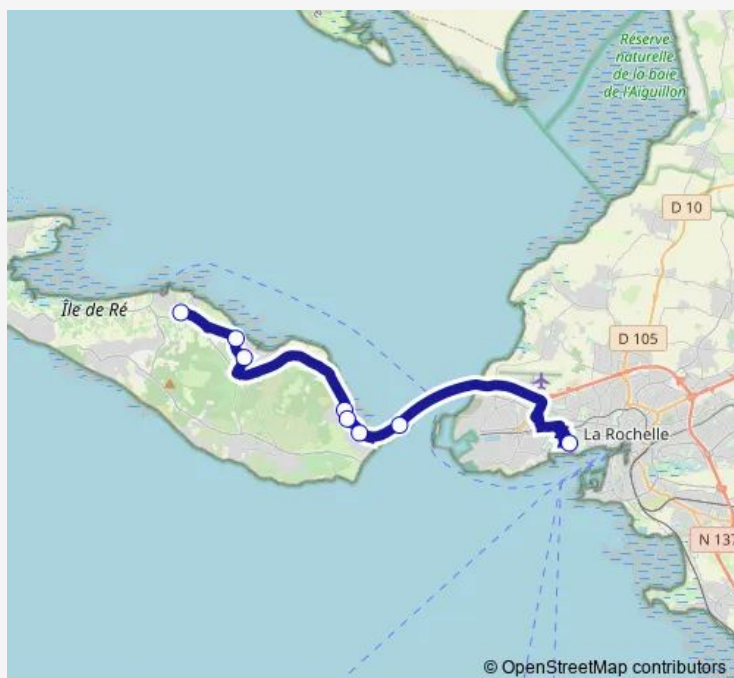 Réserve
naturelle
de la baie
de l'Aiguillon
D 10
Île de Ré
D 105
La Rochelle
N 137
© OpenStreetMap contributors